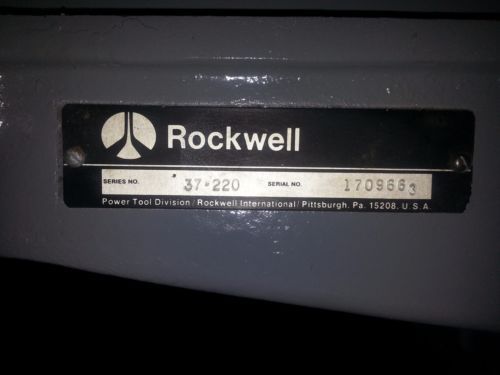 Rockwell
SERIES NO. 37-220 SERIAL NO. 1709663
Power Tool Division/Rockwell International/Pittsburgh, Pa. 15208, U.S.A.